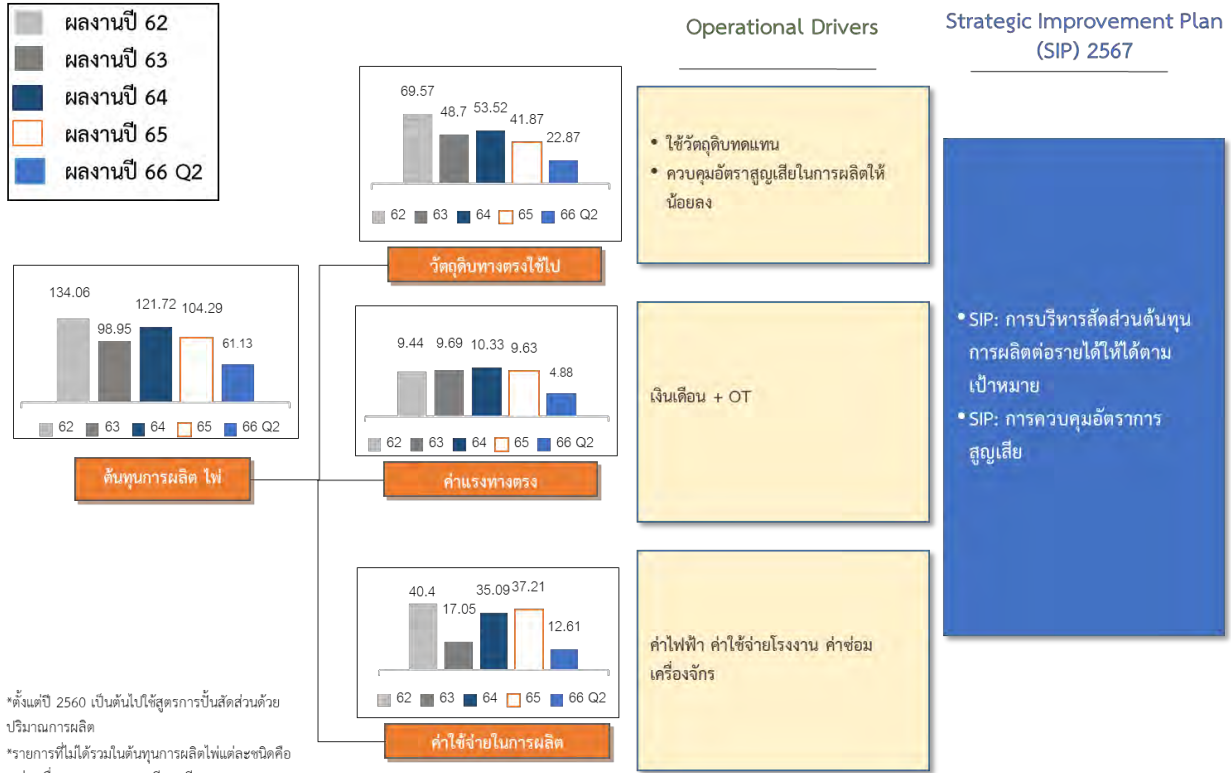 ผลงานปี 62
ผลงานปี 63
ผลงานปี 64
ผลงานปี 65
ผลงานปี 66 Q2
Operational Drivers
Strategic Improvement Plan
(SIP) 2567
69.57
48.7
53.52
41.87
22.87
62 63 64 65 66 Q2
วัตถุดิบทางตรงใช้ไป
• ใช้วัตถุดิบทดแทน
• ควบคุมอัตราสูญเสียในการผลิตให้
น้อยลง
134.06
98.95
121.72
104.29
61.13
62 63 64 65 66 Q2
ต้นทุนการผลิต ไพ่
9.44
9.69
10.33
9.63
4.88
62 63 64 65 66 Q2
ค่าแรงทางตรง
เงินเดือน + OT
• SIP: การบริหารสัดส่วนต้นทุน
การผลิตต่อรายได้ให้ได้ตาม
เป้าหมาย
• SIP: การควบคุมอัตราการ
สูญเสีย
40.4
17.05
35.09
37.21
12.61
62 63 64 65 66 Q2
ค่าใช้จ่ายในการผลิต
ค่าไฟฟ้า ค่าใช้จ่ายโรงงาน ค่าซ่อม
เครื่องจักร
*ตั้งแต่ปี 2560 เป็นต้นไปใช้สูตรการปั้นสัดส่วนด้วย
ปริมาณการผลิต
*รายการที่ไม่ได้รวมในต้นทุนการผลิตไพ่แต่ละชนิดคือ